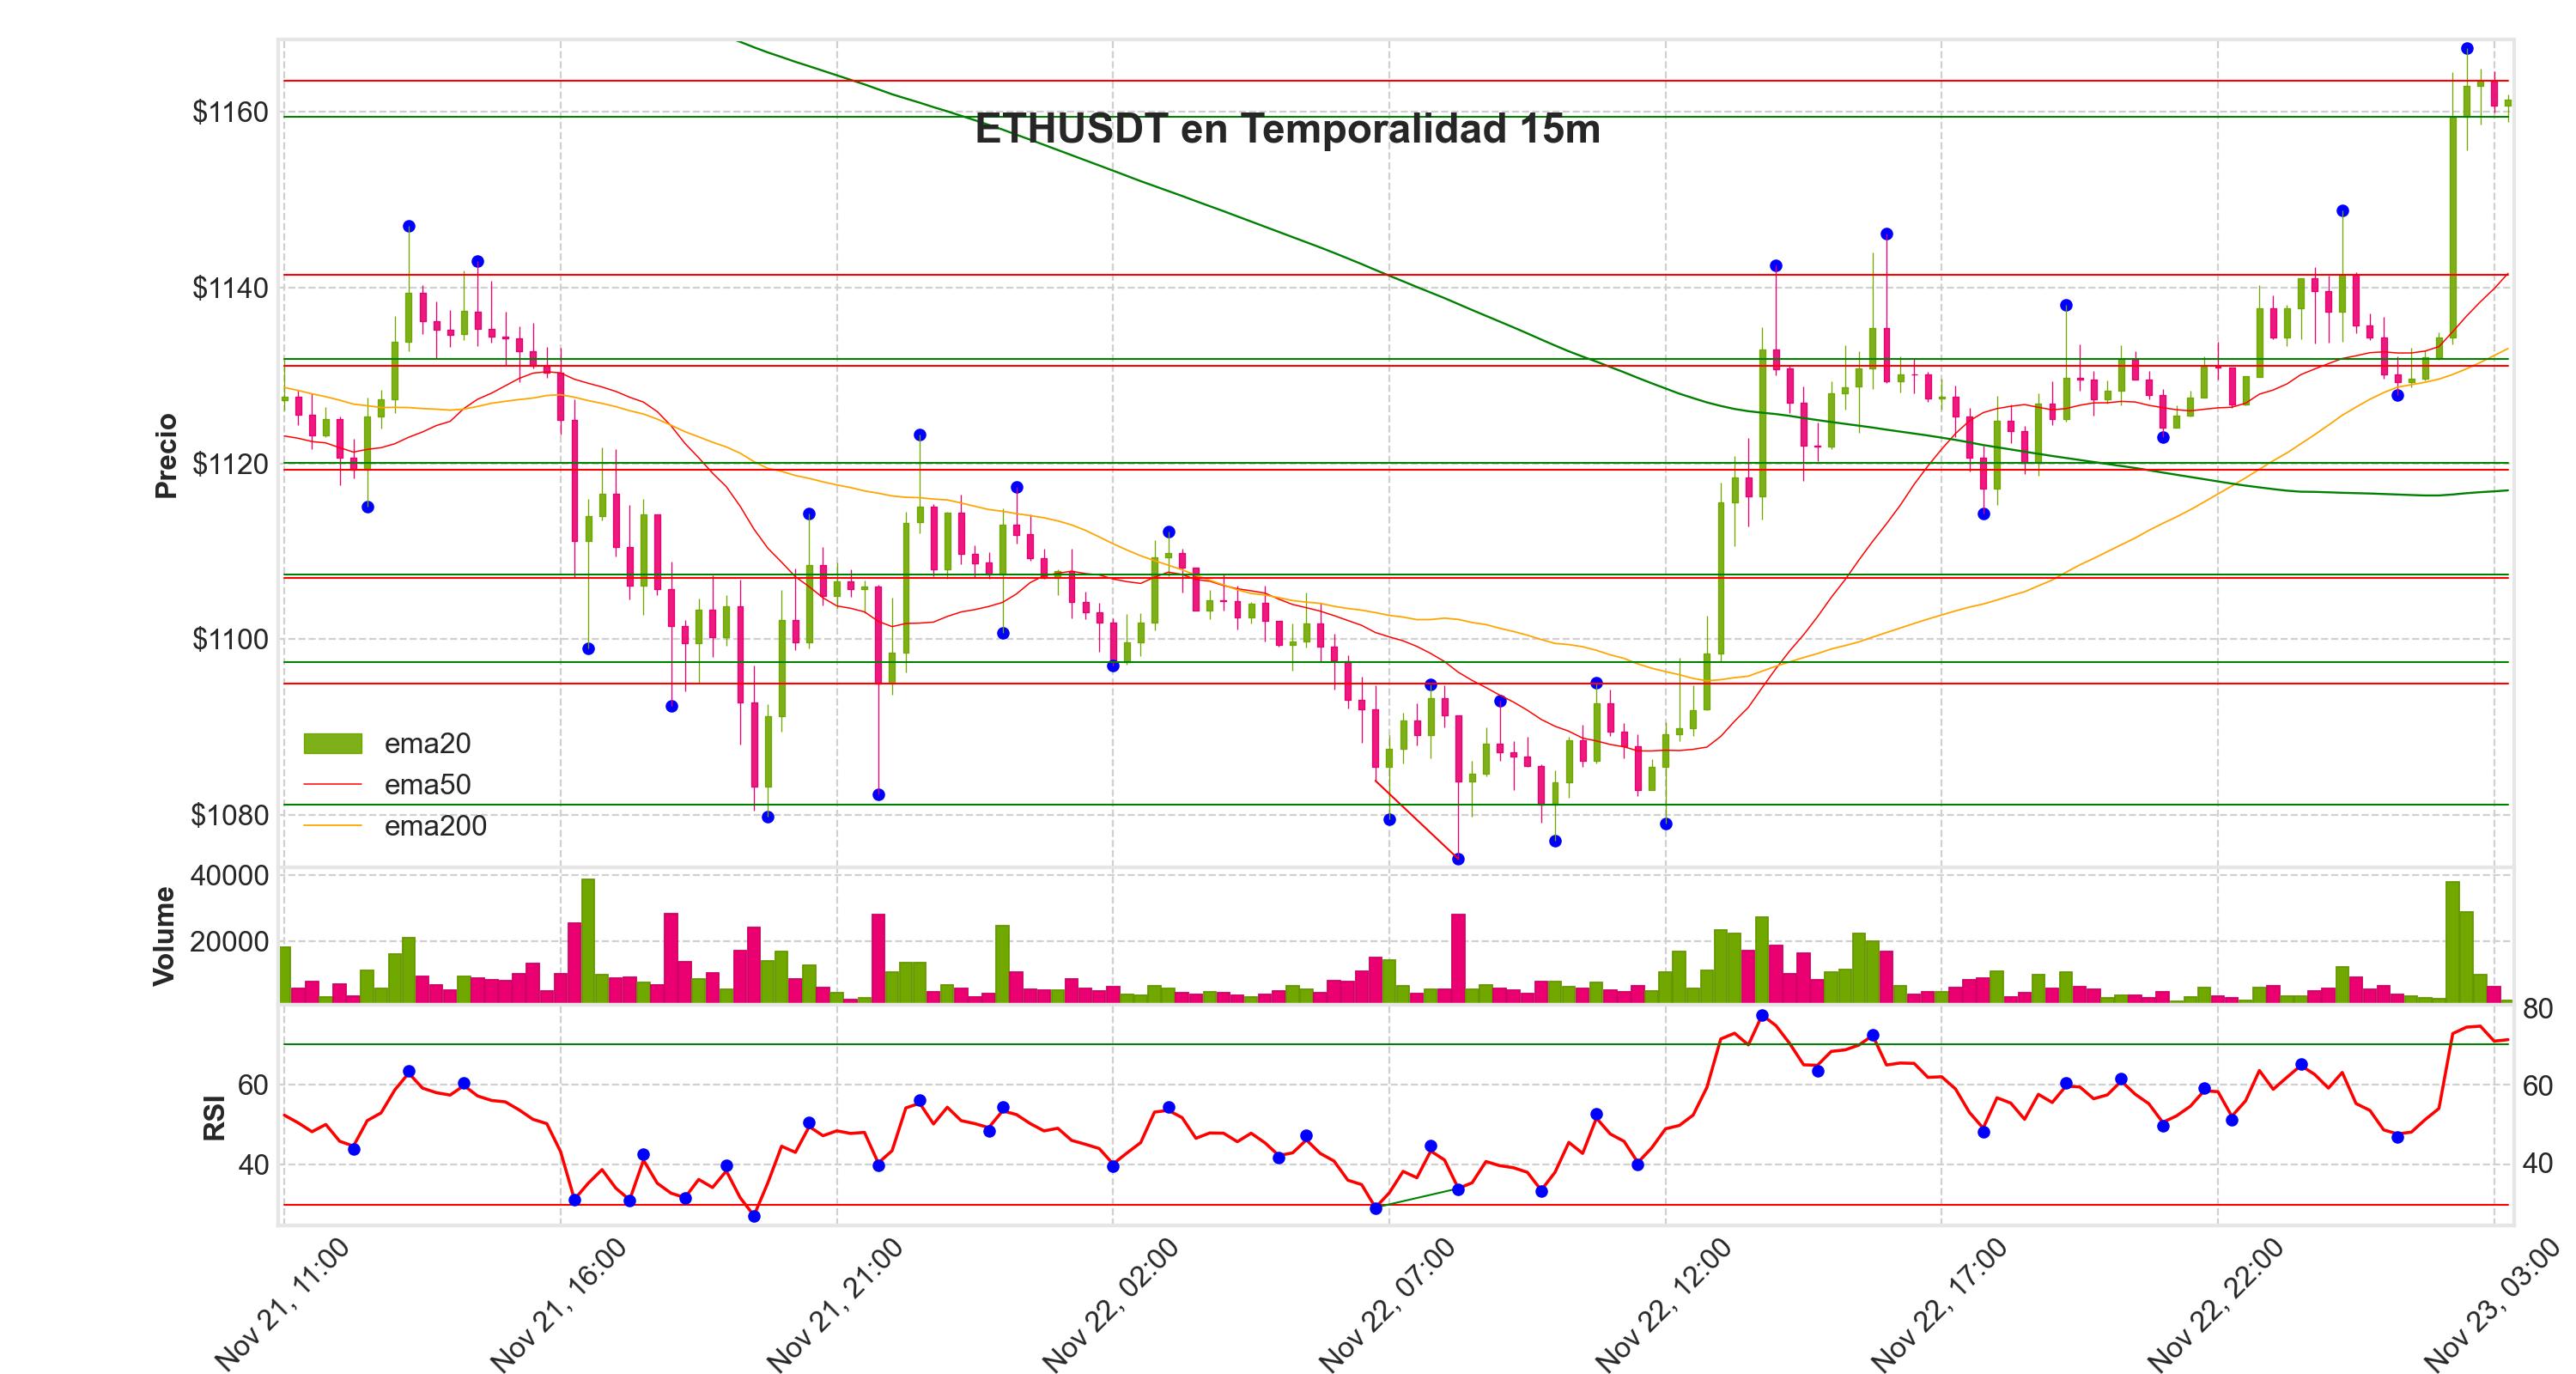 ETHUSDT en Temporalidad 15m
$1160
$1140
$1120
$1100
$1080
Precio
ema20
ema50
ema200
40000
20000
Volume
80
60
40
60
40
RSI
Nov 21, 11:00
Nov 21, 16:00
Nov 21, 21:00
Nov 22, 02:00
Nov 22, 07:00
Nov 22, 12:00
Nov 22, 17:00
Nov 22, 22:00
Nov 23, 03:00